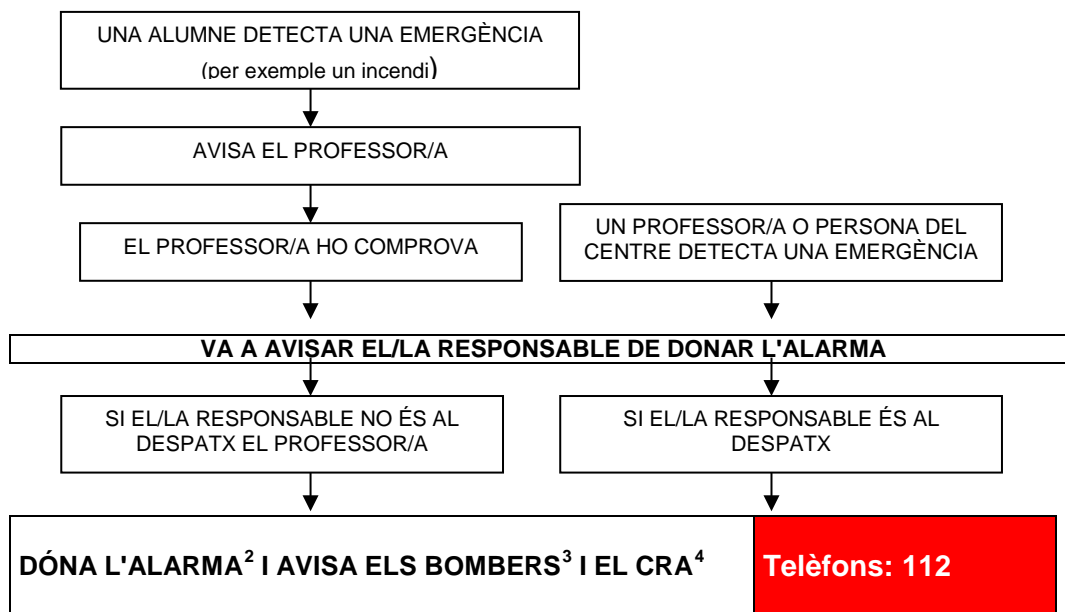 UNA ALUMNE DETECTA UNA EMERGÈNCIA
(per exemple un incendi)
AVISA EL PROFESSOR/A
EL PROFESSOR/A HO COMPROVA
UN PROFESSOR/A O PERSONA DEL
CENTRE DETECTA UNA EMERGÈNCIA
VA A AVISAR EL/LA RESPONSABLE DE DONAR L'ALARMA
SI EL/LA RESPONSABLE NO ÉS AL
DESPATX EL PROFESSOR/A
SI EL/LA RESPONSABLE ÉS AL
DESPATX
DÓNA L'ALARMA² I AVISA ELS BOMBERS³ I EL CRA⁴
Telèfons: 112